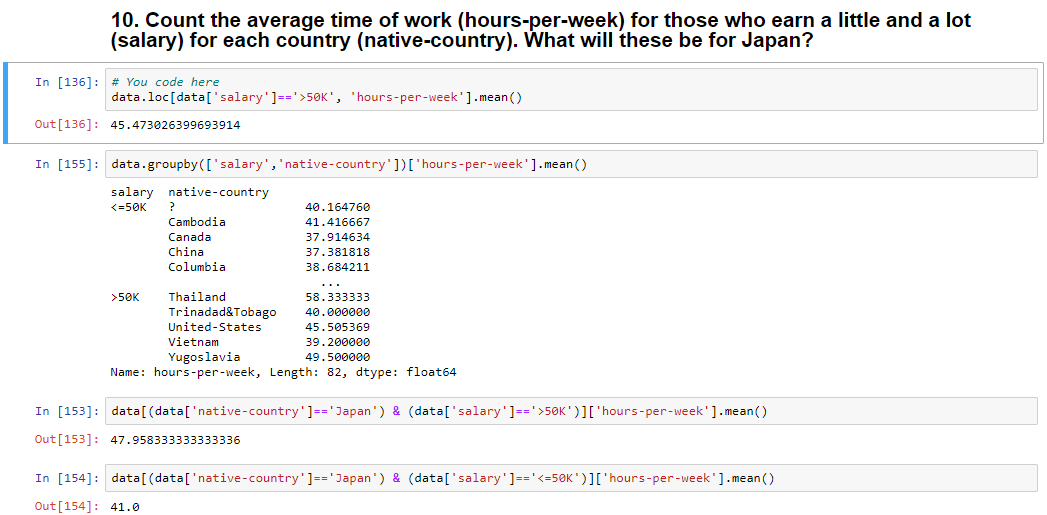 10. Count the average time of work (hours-per-week) for those who earn a little and a lot
(salary) for each country (native-country). What will these be for Japan?
In [136]: # You code here
data.loc[data['salary']=='>50K', 'hours-per-week'].mean()
Out[136]: 45.473026399693914
In [155]: data.groupby(['salary','native-country'])['hours-per-week'].mean()
salary  native-country
<=50K   ?                 40.164760
        Cambodia          41.416667
        Canada            37.914634
        China             37.381818
        Columbia          38.684211
                            ...
>50K    Thailand          58.333333
        Trinadad&Tobago   40.000000
        United-States     45.505369
        Vietnam           39.200000
        Yugoslavia        49.500000
Name: hours-per-week, Length: 82, dtype: float64
In [153]: data[(data['native-country']=='Japan') & (data['salary']=='>50K')]['hours-per-week'].mean()
Out[153]: 47.958333333333336
In [154]: data[(data['native-country']=='Japan') & (data['salary']=='<=50K')]['hours-per-week'].mean()
Out[154]: 41.0